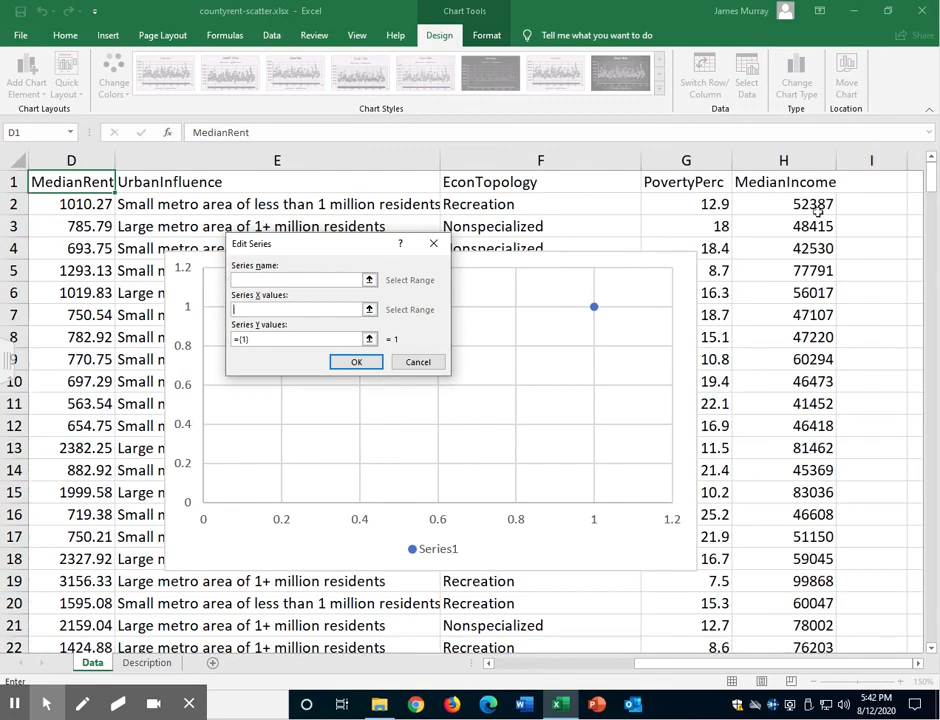 countyrent-scatter.xlsx - Excel
Chart Tools
James Murray
File Home Insert Page Layout Formulas Data Review View Help Design Format Tell me what you want to do Share
Add Chart Element
Quick Layout
Change Colors
Switch Row/ Column
Select Data
Change Chart Type
Move Chart
Chart Layouts
Chart Styles
Data
Type
Location
D1
fx
MedianRent
D E F G H I
1 MedianRent UrbanInfluence EconTopology PovertyPerc MedianIncome
2 1010.27 Small metro area of less than 1 million residents Recreation 12.9 52387
3 785.79 Large metro area of 1+ million residents Nonspecialized 18 48415
4 693.75 Small metro area of less than 1 million residents Nonspecialized 18.4 42530
5 1293.13 Large m 8.7 77791
6 1019.83 Large m 16.3 56017
7 750.54 Small m 18.7 47107
8 782.92 Small m 15.1 47220
9 770.75 Small m 10.8 60294
10 697.29 Small m 19.4 46473
11 563.54 Small m 22.1 41452
12 654.75 Small m 16.9 46418
13 2382.25 Large m 11.5 81462
14 882.92 Small m 21.4 45369
15 1999.58 Large m 10.2 83036
16 719.38 Small m 25.2 46608
17 750.21 Small m 21.9 51150
18 2327.92 Large m 16.7 59045
19 3156.33 Large metro area of 1+ million residents Recreation 7.5 99868
20 1595.08 Small metro area of less than 1 million residents Recreation 15.3 60047
21 2159.04 Large metro area of 1+ million residents Nonspecialized 12.7 78002
22 1424.88 Large metro area of 1+ million residents Recreation 8.6 76203
Edit Series
?
Series name:
Select Range
Series X values:
Select Range
Series Y values:
={1}
= 1
OK
Cancel
1.2
1
0.8
0.6
0.4
0.2
0
0 0.2 0.4 0.6 0.8 1 1.2
Series1
Data
Description
Enter
150%
5:42 PM
8/12/2020